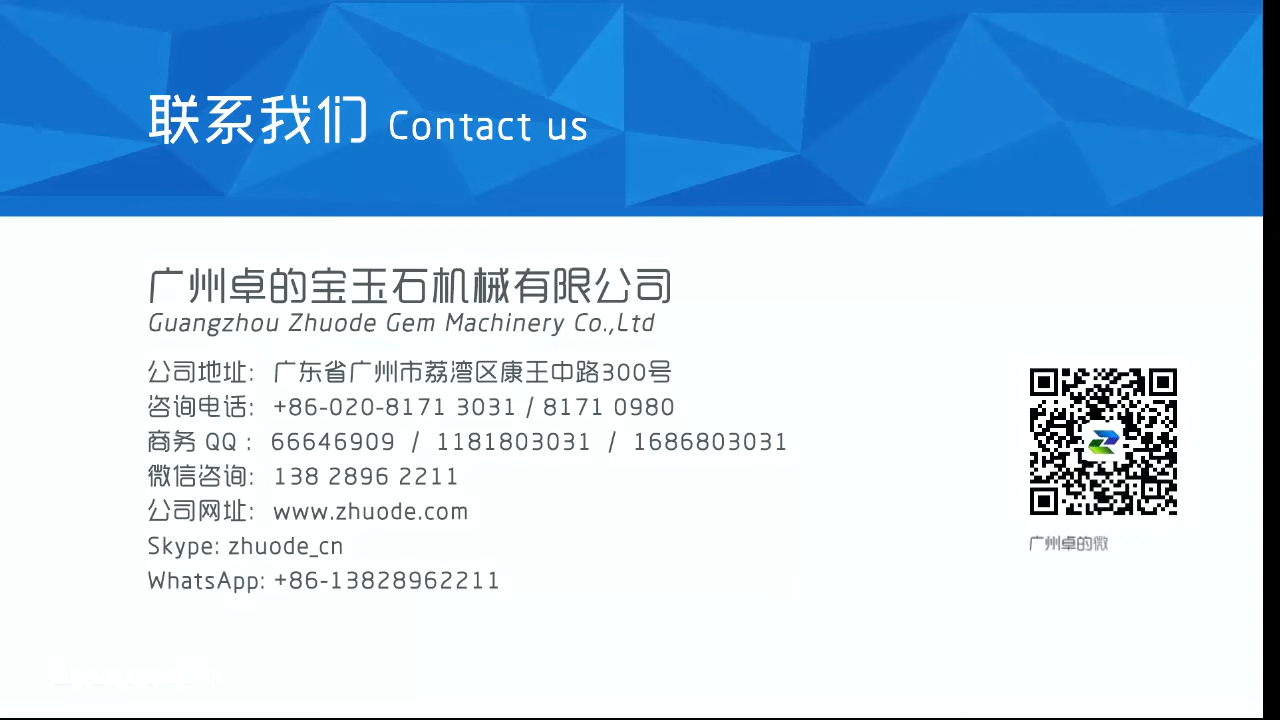 联系我们 Contact us
广州卓的宝玉石机械有限公司
Guangzhou Zhuode Gem Machinery Co.,Ltd
公司地址: 广东省广州市荔湾区康王中路300号
咨询电话: +86-020-8171 3031 / 8171 0980
商务 QQ : 66646909 / 1181803031 / 1686803031
微信咨询: 138 2896 2211
公司网址: www.zhuode.com
Skype: zhuode_cn
WhatsApp: +86-13828962211
广州卓的微